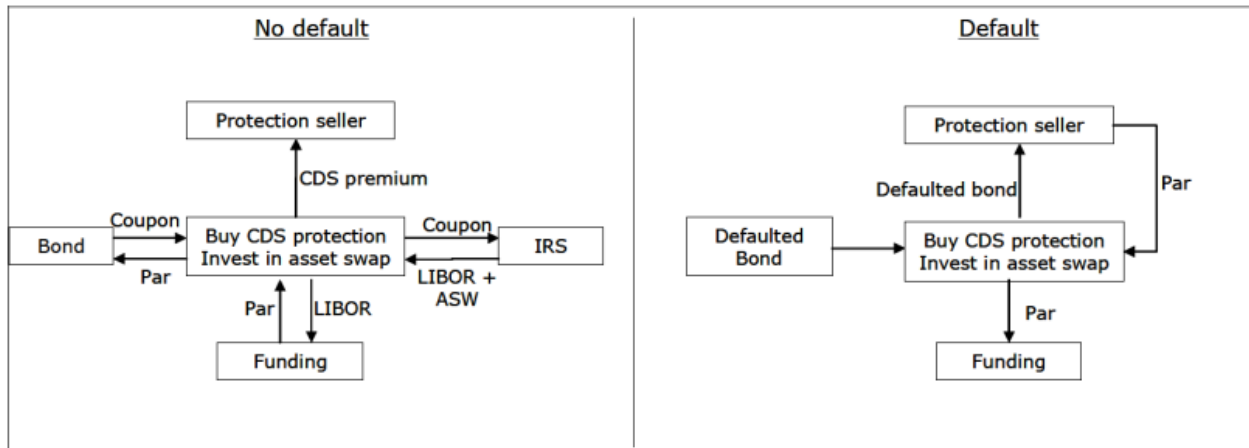 No default
Protection seller
CDS premium
Coupon
Coupon
Bond
Buy CDS protection
Invest in asset swap
IRS
Par
LIBOR +
ASW
Par
LIBOR
Funding
Default
Protection seller
Defaulted bond
Par
Defaulted
Bond
Buy CDS protection
Invest in asset swap
Par
Funding